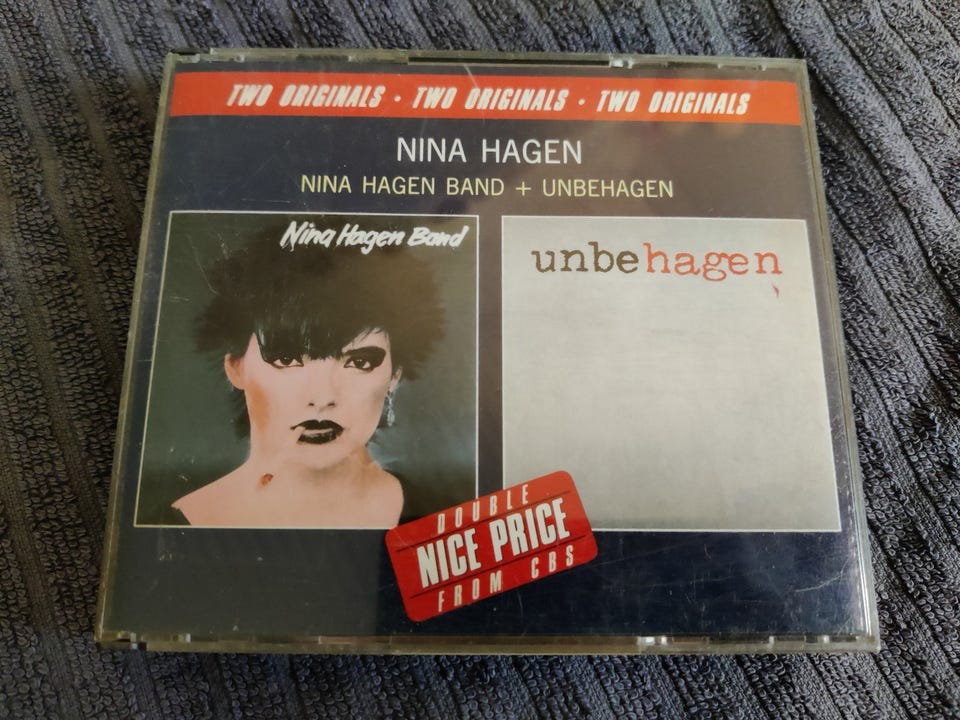 TWO ORIGINALS • TWO ORIGINALS • TWO ORIGINALS
NINA HAGEN
NINA HAGEN BAND + UNBEHAGEN
Nina Hagen Band
unbehagen
DOUBLE
NICE PRICE
FROM CBS